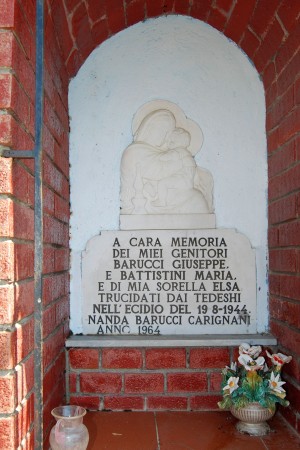 A CARA MEMORIA
DEI MIEI GENITORI
BARUCCI GIUSEPPE.
E BATTISTINI MARIA.
E DI MIA SORELLA ELSA
TRUCIDATI DAI TEDESHI
NELL'ECIDIO DEL 19-8-1944.
NANDA BARUCCI CARIGNANI
ANNO 1964